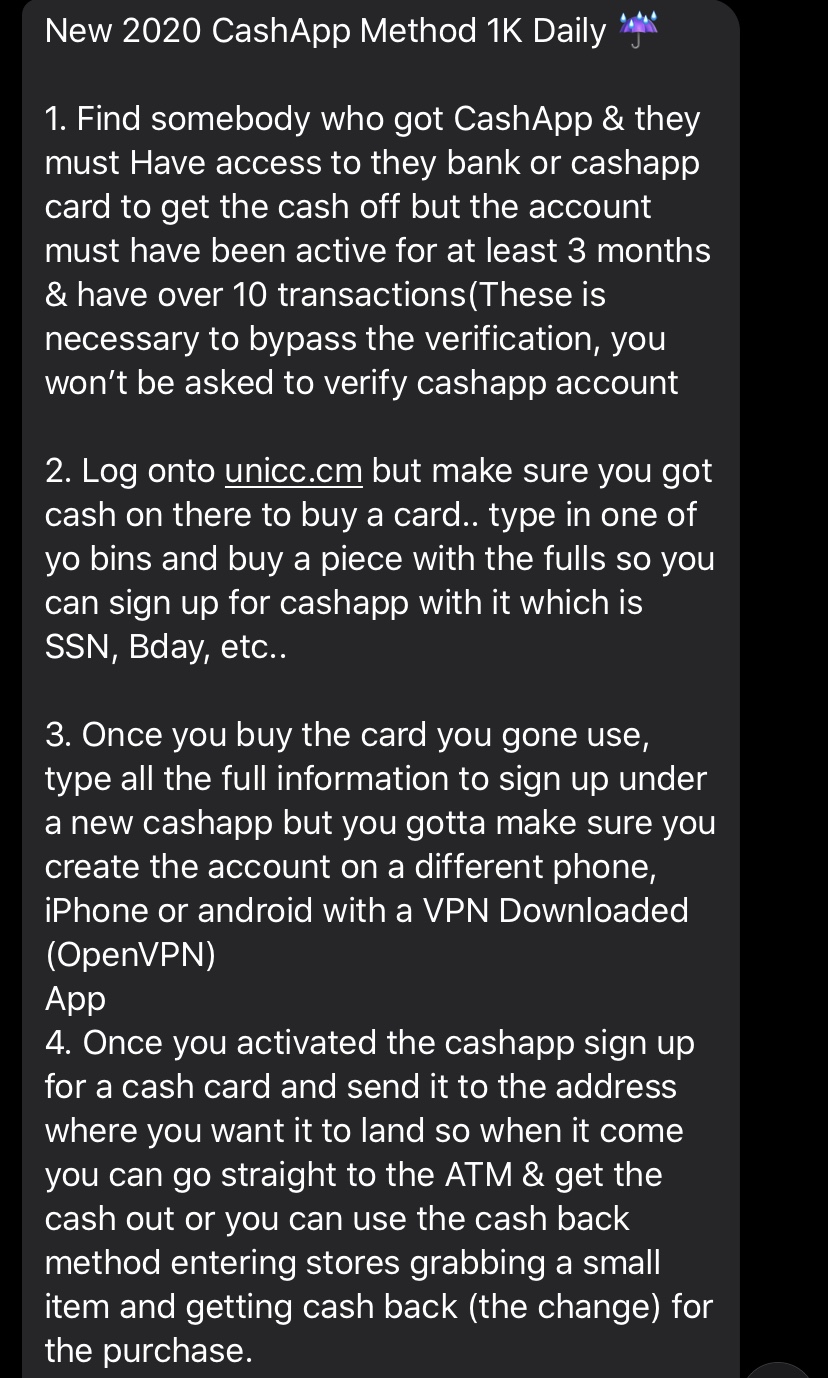 New 2020 CashApp Method 1K Daily ☔
1. Find somebody who got CashApp & they
must Have access to they bank or cashapp
card to get the cash off but the account
must have been active for at least 3 months
& have over 10 transactions(These is
necessary to bypass the verification, you
won’t be asked to verify cashapp account
2. Log onto unicc.cm but make sure you got
cash on there to buy a card.. type in one of
yo bins and buy a piece with the fulls so you
can sign up for cashapp with it which is
SSN, Bday, etc..
3. Once you buy the card you gone use,
type all the full information to sign up under
a new cashapp but you gotta make sure you
create the account on a different phone,
iPhone or android with a VPN Downloaded
(OpenVPN)
App
4. Once you activated the cashapp sign up
for a cash card and send it to the address
where you want it to land so when it come
you can go straight to the ATM & get the
cash out or you can use the cash back
method entering stores grabbing a small
item and getting cash back (the change) for
the purchase.